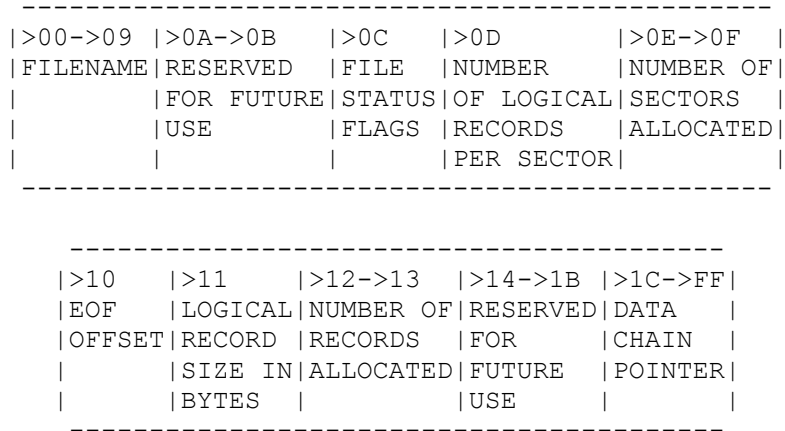 -----------------------------------------------
|>00->09 |>0A->0B   |>0C   |>0D       |>0E->0F  |
|FILENAME|RESERVED  |FILE  |NUMBER    |NUMBER OF|
|        |FOR FUTURE|STATUS|OF LOGICAL|SECTORS  |
|        |USE       |FLAGS |RECORDS   |ALLOCATED|
|        |          |      |PER SECTOR|         |
-----------------------------------------------
-----------------------------------------
|>10   |>11     |>12->13  |>14->1B |>1C->FF|
|EOF   |LOGICAL|NUMBER OF|RESERVED|DATA   |
|OFFSET|RECORD |RECORDS  |FOR     |CHAIN  |
|      |SIZE IN|ALLOCATED|FUTURE  |POINTER|
|      |BYTES  |         |USE     |       |
-----------------------------------------